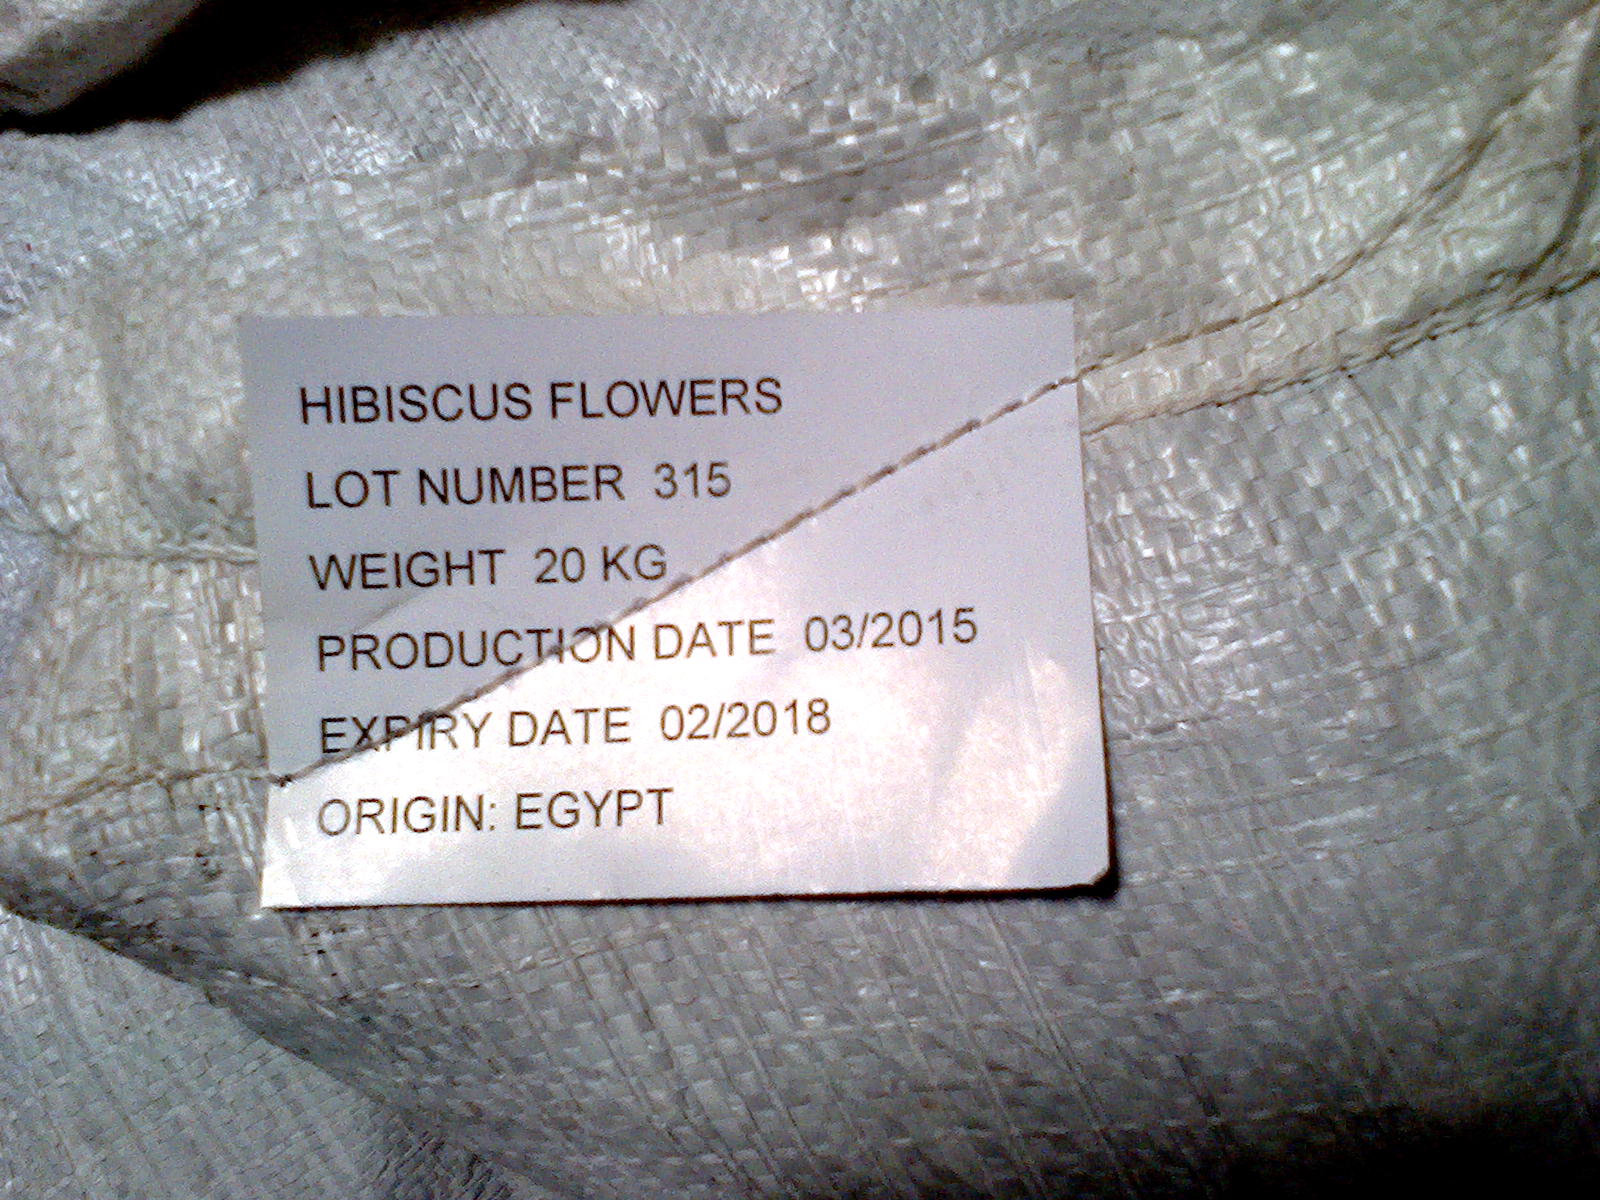 HIBISCUS FLOWERS
LOT NUMBER 315
WEIGHT 20 KG
PRODUCTION DATE 03/2015
EXPIRY DATE 02/2018
ORIGIN: EGYPT